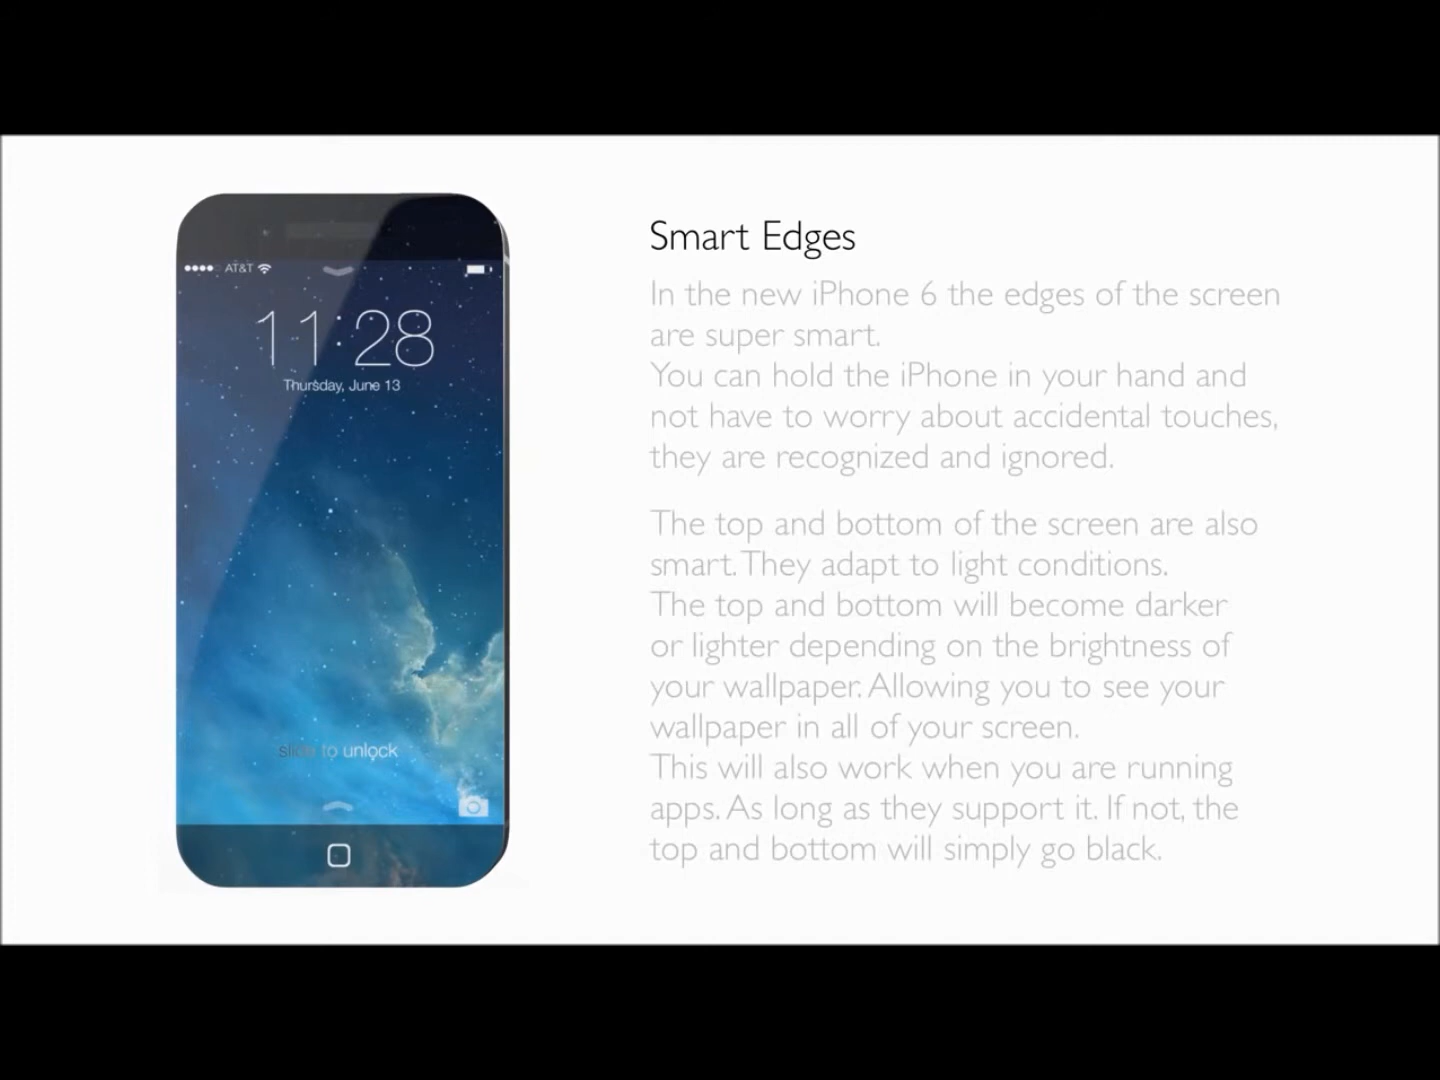 AT&T
11:28
Thursday, June 13
slide to unlock
Smart Edges
In the new iPhone 6 the edges of the screen
are super smart.
You can hold the iPhone in your hand and
not have to worry about accidental touches,
they are recognized and ignored.
The top and bottom of the screen are also
smart. They adapt to light conditions.
The top and bottom will become darker
or lighter depending on the brightness of
your wallpaper. Allowing you to see your
wallpaper in all of your screen.
This will also work when you are running
apps. As long as they support it. If not, the
top and bottom will simply go black.